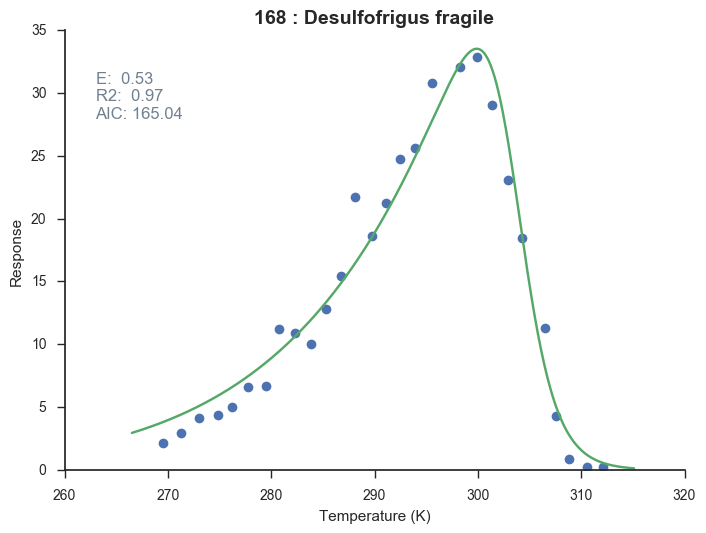 168 : Desulfofrigus fragile
E: 0.53
R2: 0.97
AIC: 165.04
Response
35
30
25
20
15
10
5
0
260 270 280 290 300 310 320
Temperature (K)